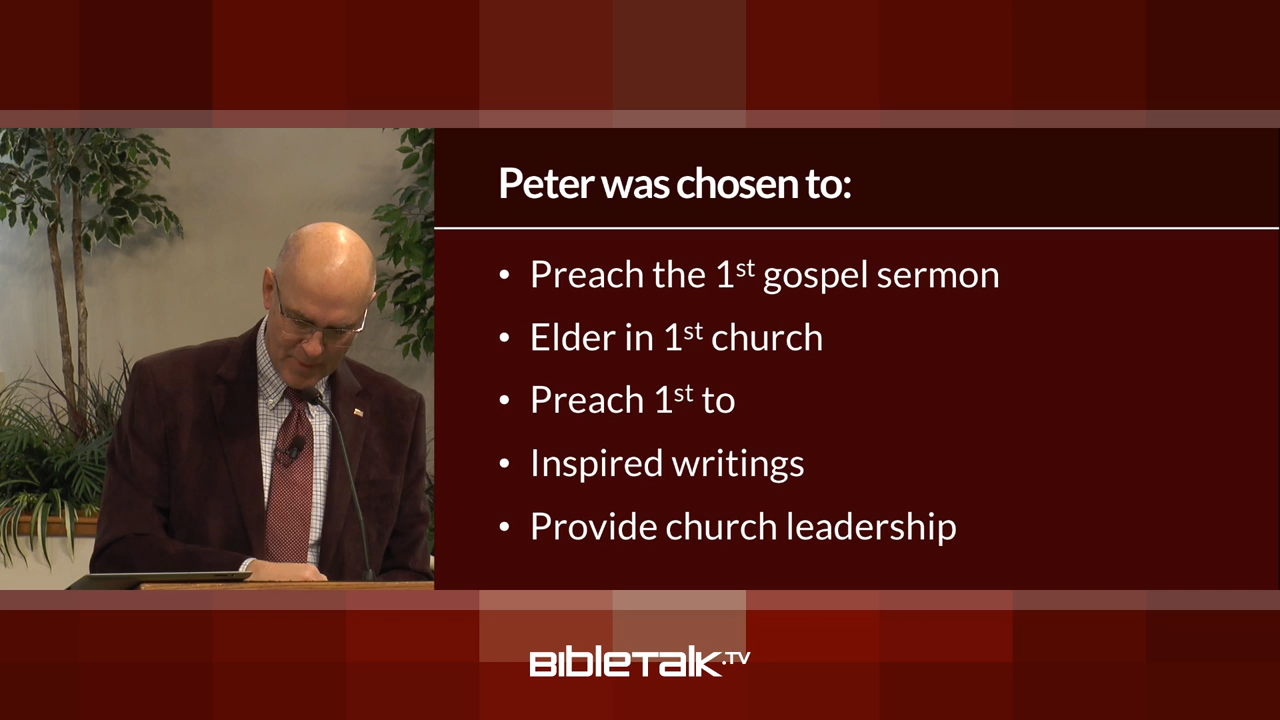 Peter was chosen to:
• Preach the 1st gospel sermon
• Elder in 1st church
• Preach 1st to
• Inspired writings
• Provide church leadership
BibleTalk.TV